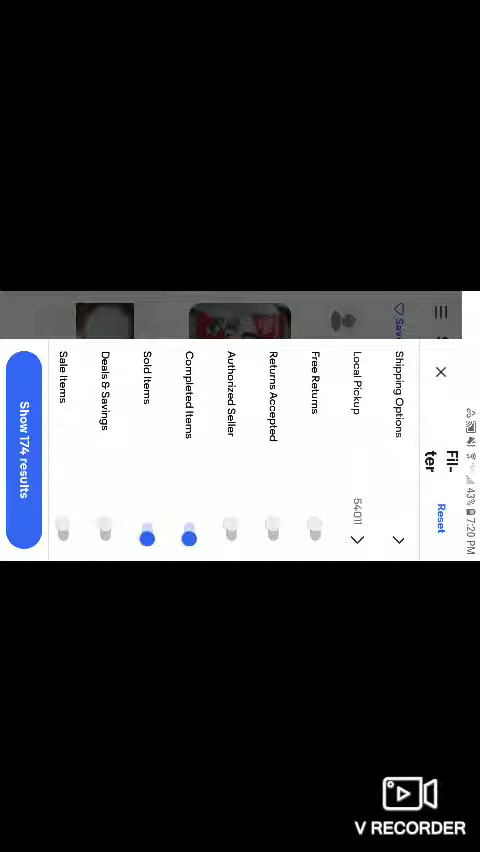 43% 7:20 PM
Fil-
ter
Reset
Shipping Options
Local Pickup 54011
Free Returns
Returns Accepted
Authorized Seller
Completed Items
Sold Items
Deals & Savings
Sale Items
Show 174 results
V RECORDER